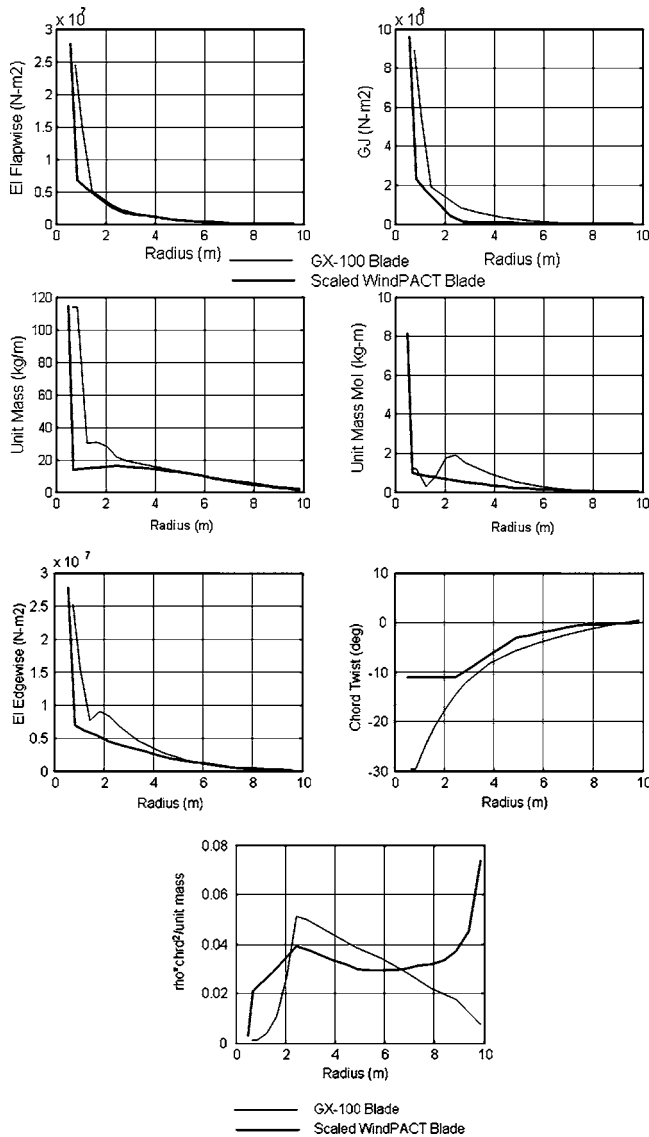 x 10^7
3
2.5
2
1.5
1
0.5
0
0 2 4 6 8 10
EI Flapwise (N-m2)
Radius (m)
x 10^6
10
8
6
4
2
0
0 2 4 6 8 10
GJ (N-m2)
Radius (m)
GX-100 Blade
Scaled WindPACT Blade
120
100
80
60
40
20
0
0 2 4 6 8 10
Unit Mass (kg/m)
Radius (m)
10
8
6
4
2
0
0 2 4 6 8 10
Unit Mass MoI (kg-m)
Radius (m)
x 10^7
3
2.5
2
1.5
1
0.5
0
0 2 4 6 8 10
EI Edgewise (N-m2)
Radius (m)
10
0
-10
-20
-30
0 2 4 6 8 10
Chord Twist (deg)
Radius (m)
0.08
0.06
0.04
0.02
0
0 2 4 6 8 10
rho*chrd²/unit mass
Radius (m)
GX-100 Blade
Scaled WindPACT Blade